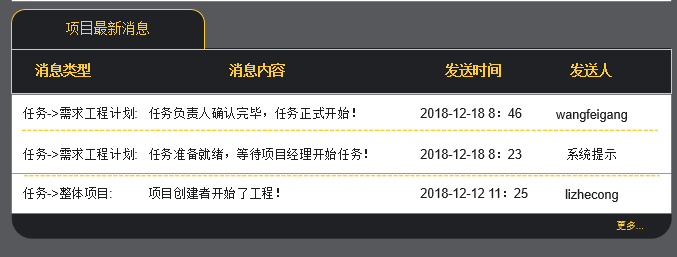 项目最新消息
消息类型 消息内容 发送时间 发送人
任务->需求工程计划: 任务负责人确认完毕，任务正式开始！ 2018-12-18 8：46 wangfeigang
任务->需求工程计划: 任务准备就绪，等待项目经理开始任务！ 2018-12-18 8：23 系统提示
任务->整体项目: 项目创建者开始了工程！ 2018-12-12 11：25 lizhecong
更多...